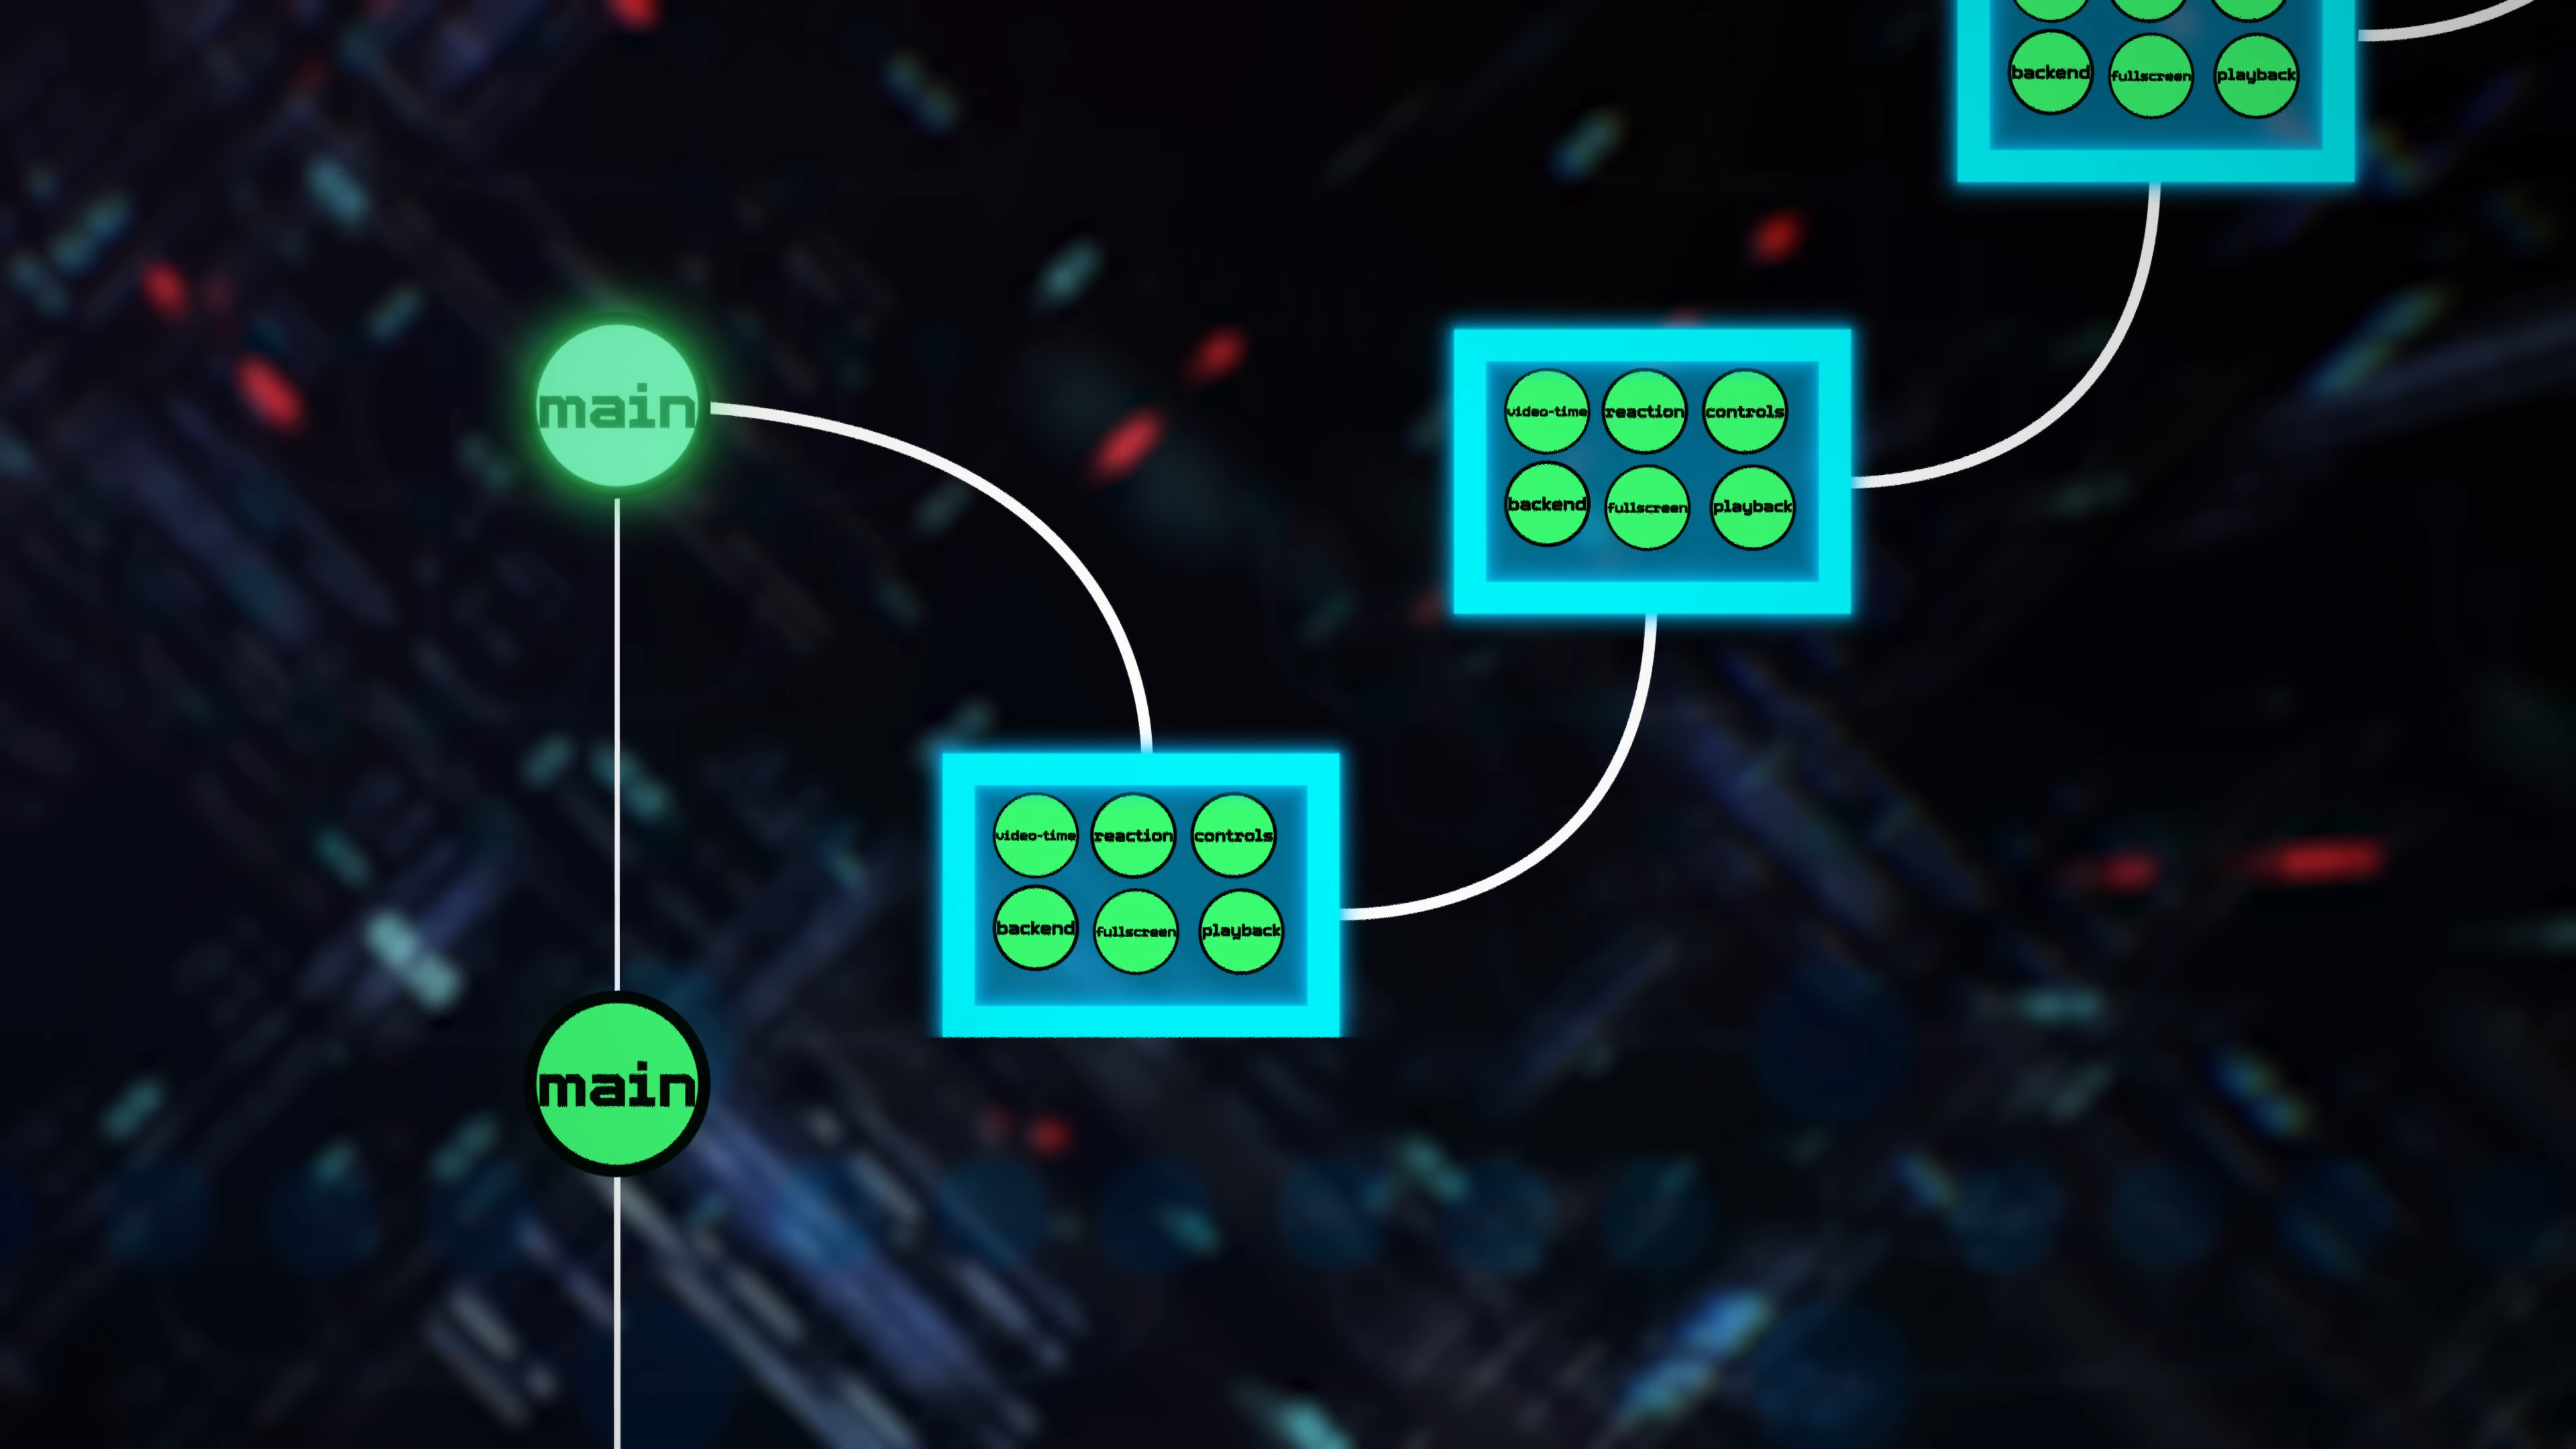 backend fullscreen playback
main
video-time reaction controls
backend fullscreen playback
video-time reaction controls
backend fullscreen playback
main